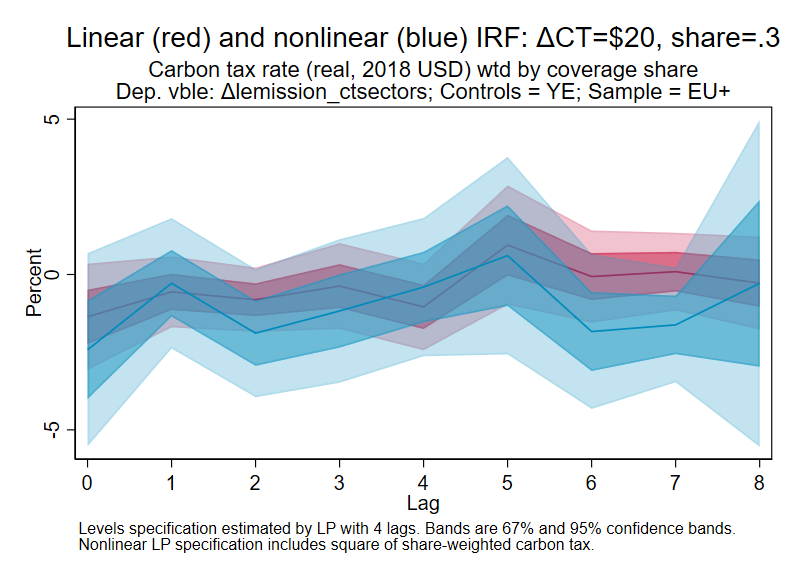 Linear (red) and nonlinear (blue) IRF: ΔCT=$20, share=.3
Carbon tax rate (real, 2018 USD) wtd by coverage share
Dep. vble: Δlemission_ctsectors; Controls = YE; Sample = EU+
5
0
-5
Percent
0 1 2 3 4 5 6 7 8
Lag
Levels specification estimated by LP with 4 lags. Bands are 67% and 95% confidence bands.
Nonlinear LP specification includes square of share-weighted carbon tax.